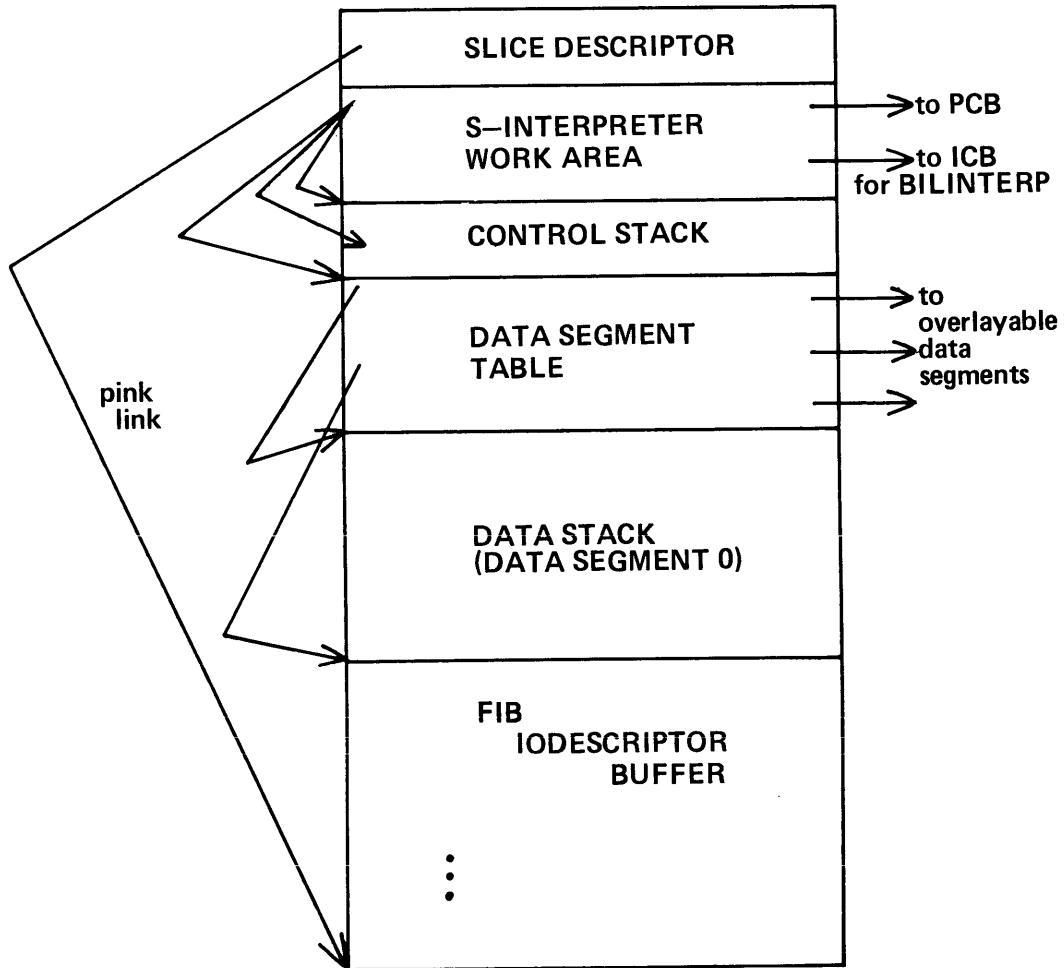 SLICE DESCRIPTOR
to PCB
S-INTERPRETER
WORK AREA
to ICB
for BILINTERP
CONTROL STACK
to
overlayable
data
segments
DATA SEGMENT
TABLE
pink
link
DATA STACK
(DATA SEGMENT 0)
FIB
IODESCRIPTOR
BUFFER